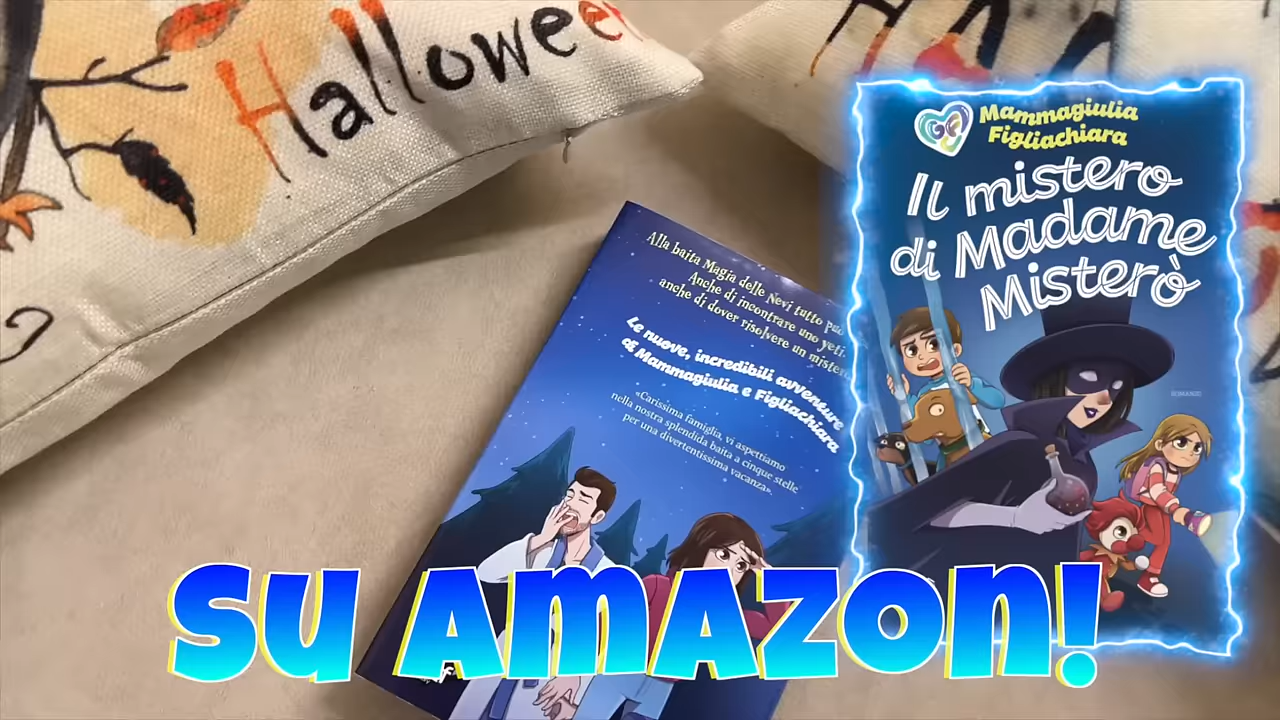 Halloween
Mammagiulia
Figliachiara
Il mistero
di Madame
Misterò
ROMANZO
Alla baita Magia delle Nevi tutto può
Anche di incontrare uno yeti.
anche di dover risolvere un mistero
Le nuove, incredibili avventure
di Mammagiulia e Figliachiara
«Carissima famiglia, vi aspettiamo
nella nostra splendida baita a cinque stelle
per una divertentissima vacanza».
SU AMAZON!